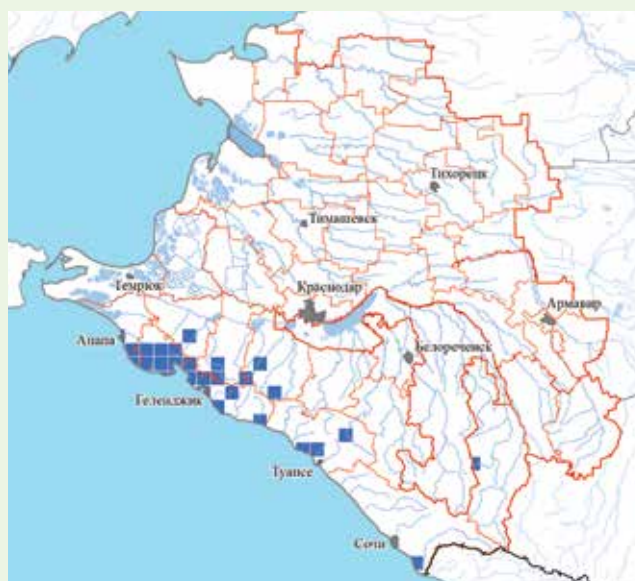 Тихорецк
Тимашевск
Темрюк
Краснодар
Армавир
Анапа
Белореченск
Геленджик
Туапсе
Сочи